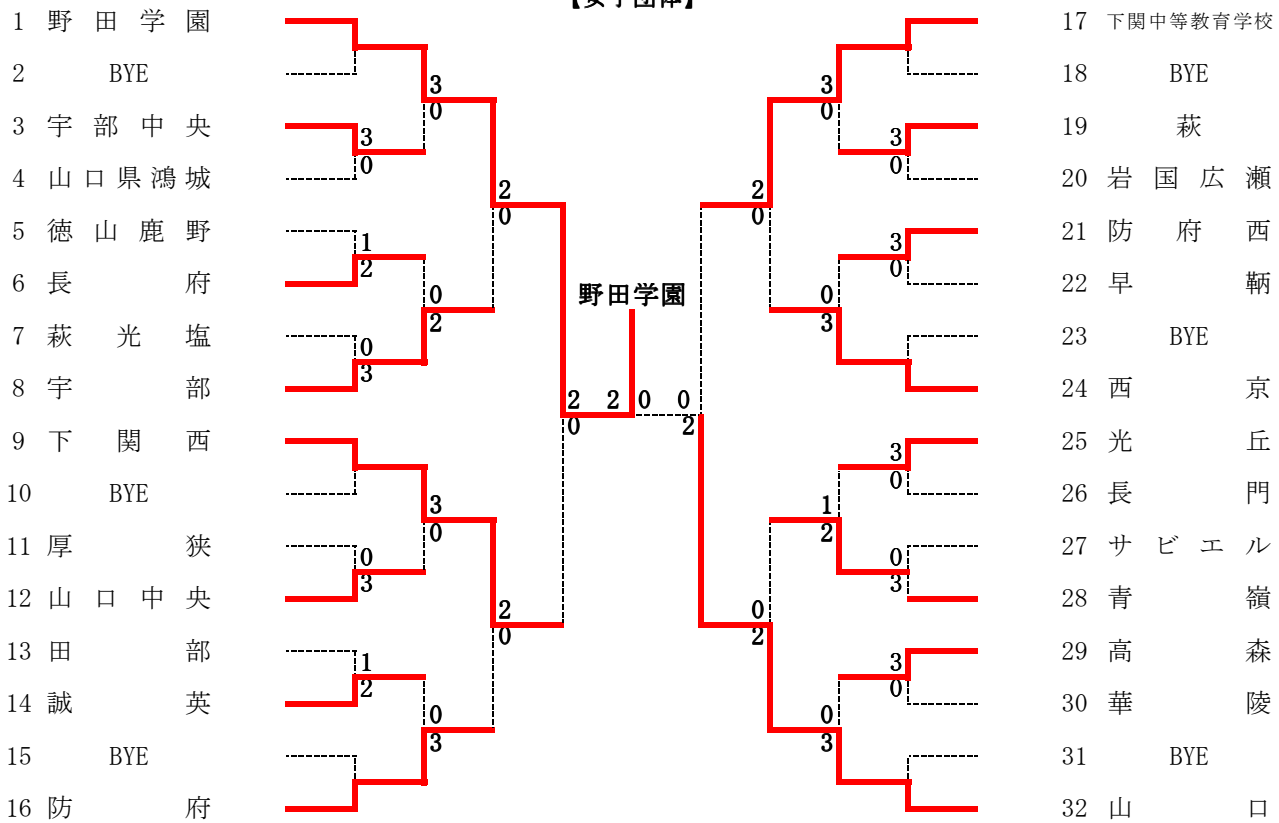 【女子団体】
1 野田学園
2 BYE
3 宇部中央
4 山口県鴻城
5 徳山鹿野
6 長府
7 萩光塩
8 宇部
9 下関西
10 BYE
11 厚狭
12 山口中央
13 田部
14 誠英
15 BYE
16 防府
3
0
1
2
0
3
0
3
1
2
3
0
0
2
3
0
0
3
2
0
2
0
2
0
野田学園
2 0
0
2
2
0
0
2
3
0
0
3
1
2
0
3
3
0
3
0
3
0
0
3
3
0
17 下関中等教育学校
18 BYE
19 萩
20 岩国広瀬
21 防府西
22 早鞆
23 BYE
24 西京
25 光丘
26 長門
27 サビエル
28 青嶺
29 高森
30 華陵
31 BYE
32 山口